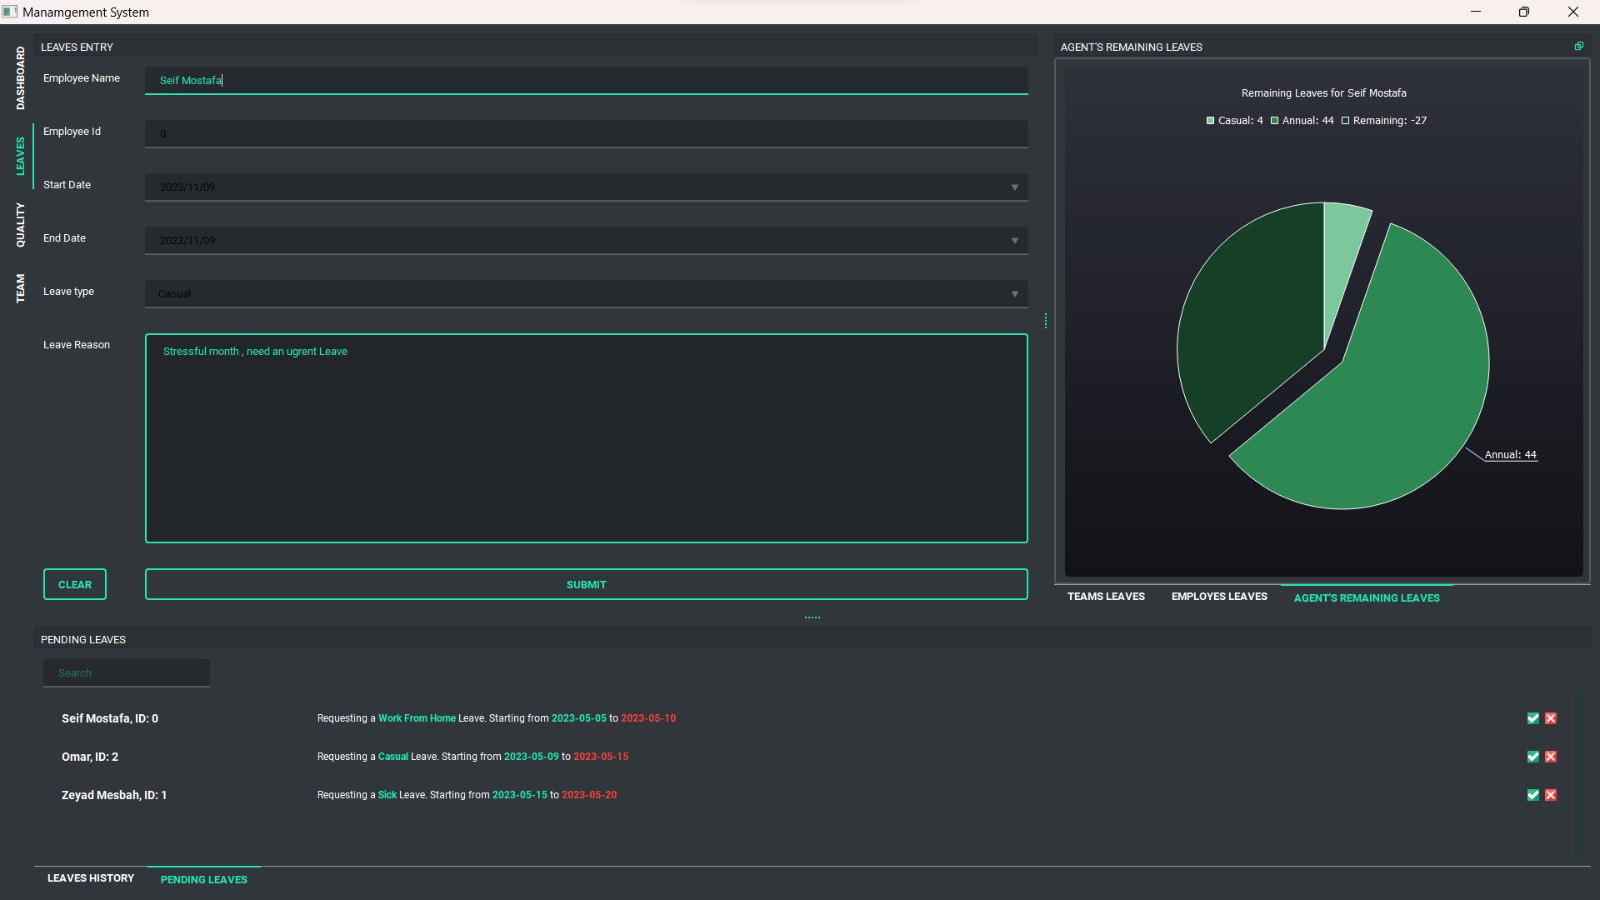 Manamgement System
DASHBOARD
LEAVES
QUALITY
TEAM
LEAVES ENTRY
Employee Name
Seif Mostafa
Employee Id
0
Start Date
2023/11/09
End Date
2023/11/09
Leave type
Casual
Leave Reason
Stressful month , need an ugrent Leave
CLEAR
SUBMIT
AGENT'S REMAINING LEAVES
Remaining Leaves for Seif Mostafa
Casual: 4 Annual: 44 Remaining: -27
Annual: 44
TEAMS LEAVES EMPLOYES LEAVES AGENT'S REMAINING LEAVES
PENDING LEAVES
Search
Seif Mostafa, ID: 0 Requesting a Work From Home Leave. Starting from 2023-05-05 to 2023-05-10
Omar, ID: 2 Requesting a Casual Leave. Starting from 2023-05-09 to 2023-05-15
Zeyad Mesbah, ID: 1 Requesting a Sick Leave. Starting from 2023-05-15 to 2023-05-20
LEAVES HISTORY PENDING LEAVES